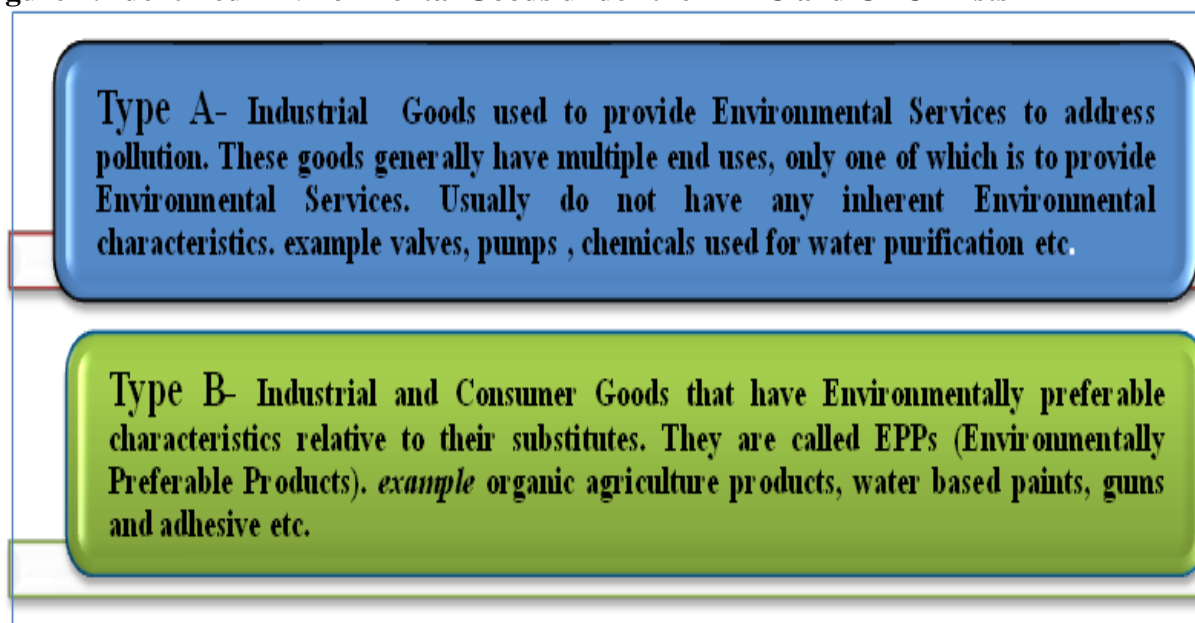 Type A- Industrial Goods used to provide Environmental Services to address
pollution. These goods generally have multiple end uses, only one of which is to provide
Environmental Services. Usually do not have any inherent Environmental
characteristics. example valves, pumps , chemicals used for water purification etc.
Type B- Industrial and Consumer Goods that have Environmentally preferable
characteristics relative to their substitutes. They are called EPPs (Environmentally
Preferable Products). example organic agriculture products, water based paints, gums
and adhesive etc.